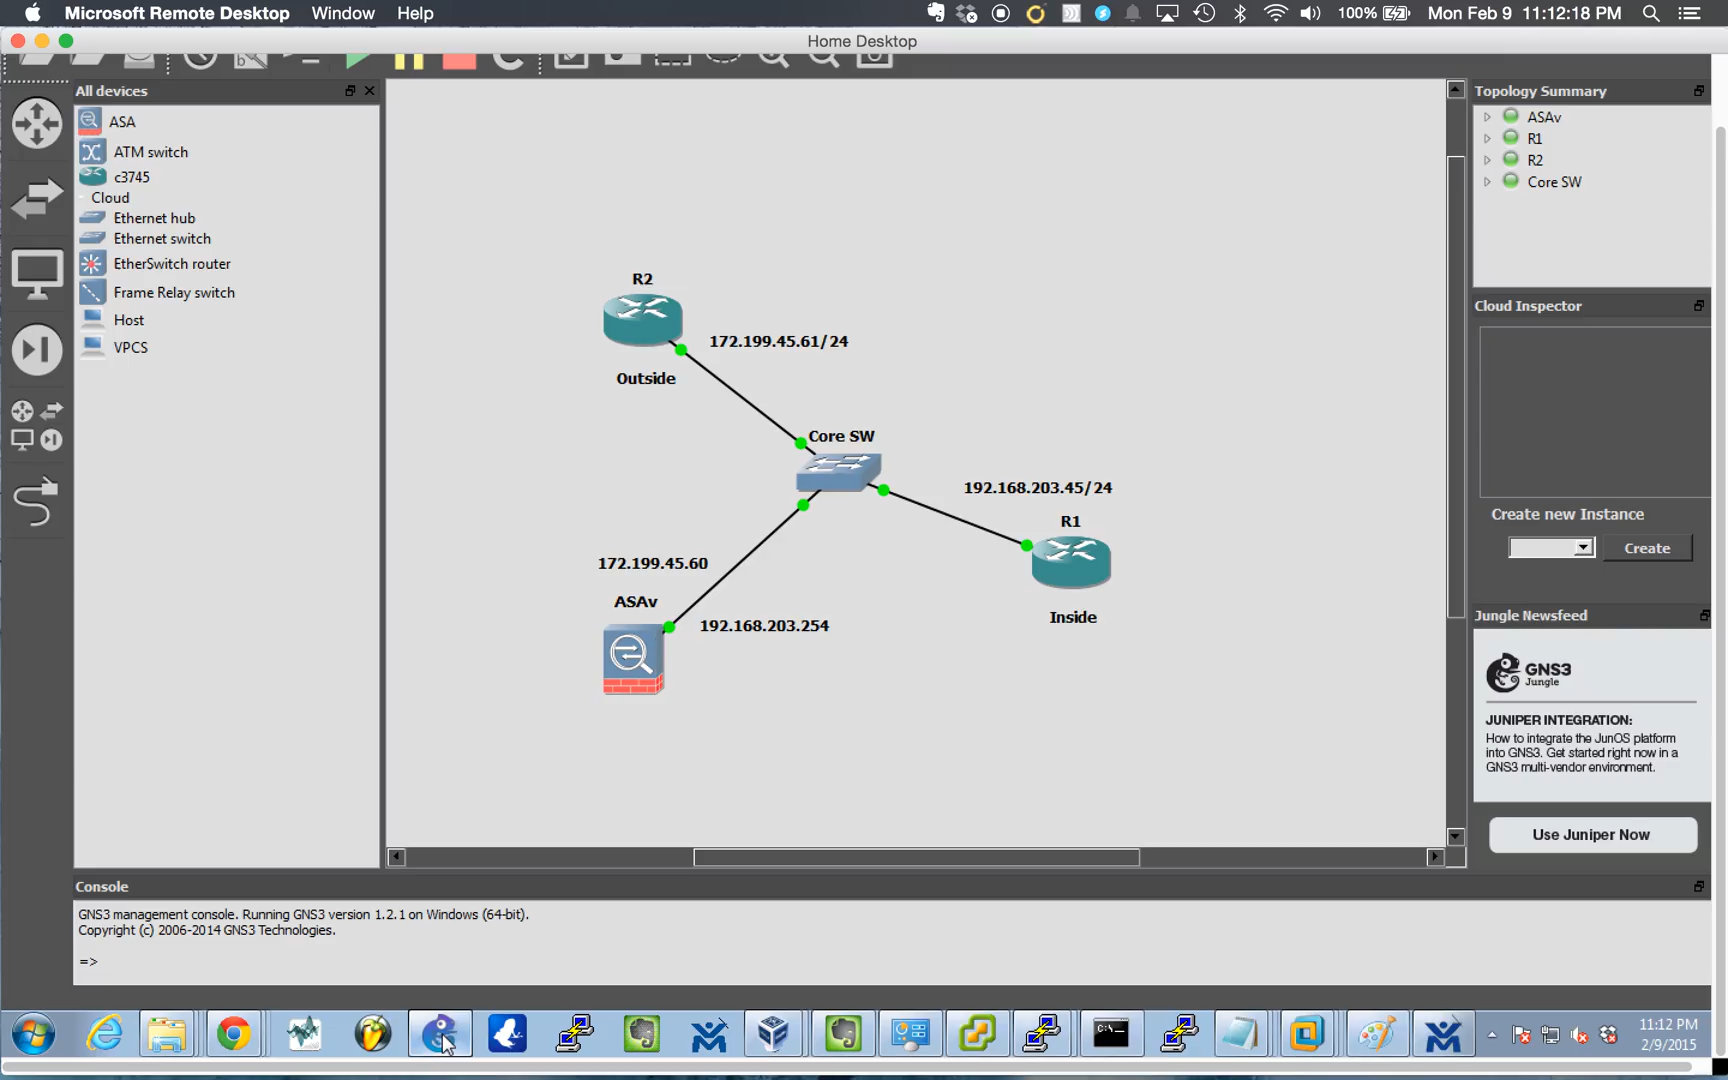 Microsoft Remote Desktop Window Help 100% Mon Feb 9 11:12:18 PM
Home Desktop
All devices
ASA
ATM switch
c3745
Cloud
Ethernet hub
Ethernet switch
EtherSwitch router
Frame Relay switch
Host
VPCS
R2
172.199.45.61/24
Outside
Core SW
192.168.203.45/24
R1
Inside
172.199.45.60
ASAv
192.168.203.254
Topology Summary
ASAv
R1
R2
Core SW
Cloud Inspector
Create new Instance
Create
Jungle Newsfeed
GNS3
Jungle
JUNIPER INTEGRATION:
How to integrate the JunOS platform
into GNS3. Get started right now in a
GNS3 multi-vendor environment.
Use Juniper Now
Console
GNS3 management console. Running GNS3 version 1.2.1 on Windows (64-bit).
Copyright (c) 2006-2014 GNS3 Technologies.
=>
11:12 PM
2/9/2015